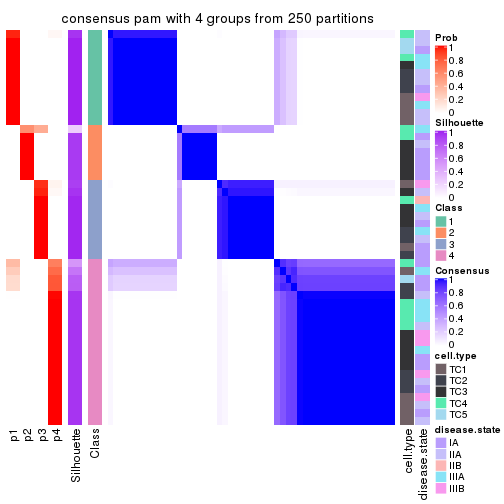 consensus pam with 4 groups from 250 partitions
Prob
1
0.8
0.6
0.4
0.2
0
Silhouette
1
0.8
0.6
0.4
0.2
0
Class
1
2
3
4
Consensus
1
0.8
0.6
0.4
0.2
0
cell.type
TC1
TC2
TC3
TC4
TC5
disease.state
IA
IIA
IIB
IIIA
IIIB
p1
p2
p3
p4
Silhouette
Class
cell.type
disease.state